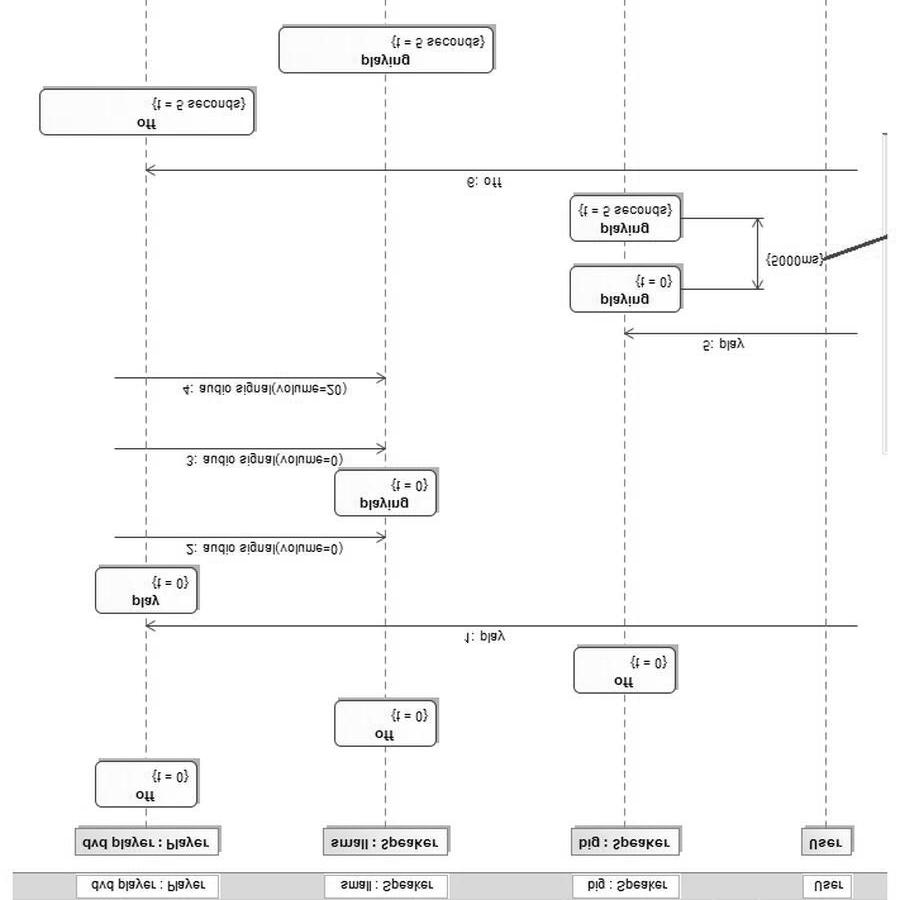 dvd player : Player
small : Speaker
big : Speaker
User
dvd player : Player
small : Speaker
big : Speaker
User
off
{t = 0}
off
{t = 0}
off
{t = 0}
1: play
play
{t = 0}
2: audio signal(volume=0)
playing
{t = 0}
3: audio signal(volume=0)
4: audio signal(volume=20)
5: play
playing
{t = 0}
{5000ms}
playing
{t = 5 seconds}
6: off
off
{t = 5 seconds}
playing
{t = 5 seconds}